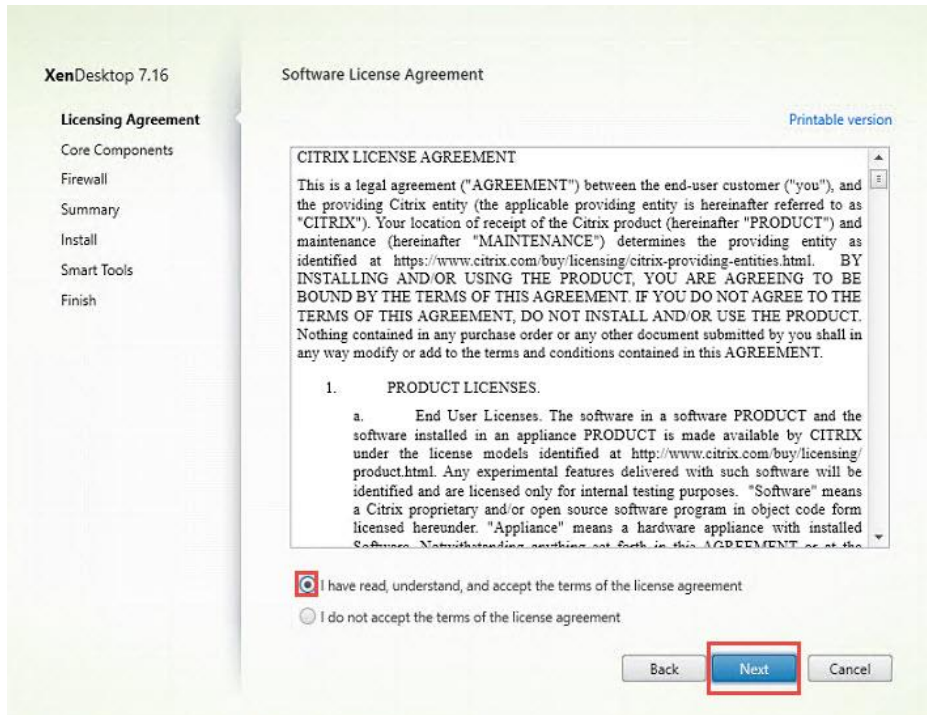 XenDesktop 7.16
Licensing Agreement
Core Components
Firewall
Summary
Install
Smart Tools
Finish
Software License Agreement
Printable version
CITRIX LICENSE AGREEMENT
This is a legal agreement ("AGREEMENT") between the end-user customer ("you"), and
the providing Citrix entity (the applicable providing entity is hereinafter referred to as
"CITRIX"). Your location of receipt of the Citrix product (hereinafter "PRODUCT") and
maintenance (hereinafter "MAINTENANCE") determines the providing entity as
identified at https://www.citrix.com/buy/licensing/citrix-providing-entities.html. BY
INSTALLING AND/OR USING THE PRODUCT, YOU ARE AGREEING TO BE
BOUND BY THE TERMS OF THIS AGREEMENT. IF YOU DO NOT AGREE TO THE
TERMS OF THIS AGREEMENT, DO NOT INSTALL AND/OR USE THE PRODUCT.
Nothing contained in any purchase order or any other document submitted by you shall in
any way modify or add to the terms and conditions contained in this AGREEMENT.
1. PRODUCT LICENSES.
a. End User Licenses. The software in a software PRODUCT and the
software installed in an appliance PRODUCT is made available by CITRIX
under the license models identified at http://www.citrix.com/buy/licensing/
product.html. Any experimental features delivered with such software will be
identified and are licensed only for internal testing purposes. "Software" means
a Citrix proprietary and/or open source software program in object code form
licensed hereunder. "Appliance" means a hardware appliance with installed
Software. Notwithstanding anything set forth in this AGREEMENT or at the
I have read, understand, and accept the terms of the license agreement
I do not accept the terms of the license agreement
Back
Next
Cancel